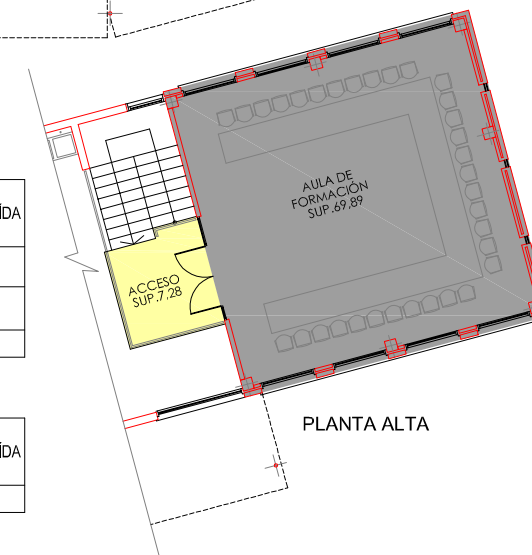 AULA DE
FORMACIÓN
SUP.69,89
ACCESO
SUP.7,28
PLANTA ALTA